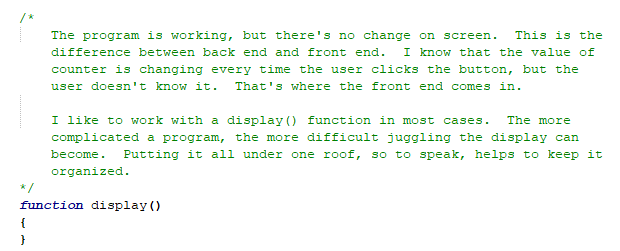 /*
The program is working, but there's no change on screen.  This is the
difference between back end and front end.  I know that the value of
counter is changing every time the user clicks the button, but the
user doesn't know it.  That's where the front end comes in.
I like to work with a display() function in most cases.  The more
complicated a program, the more difficult juggling the display can
become.  Putting it all under one roof, so to speak, helps to keep it
organized.
*/
function display()
{
}